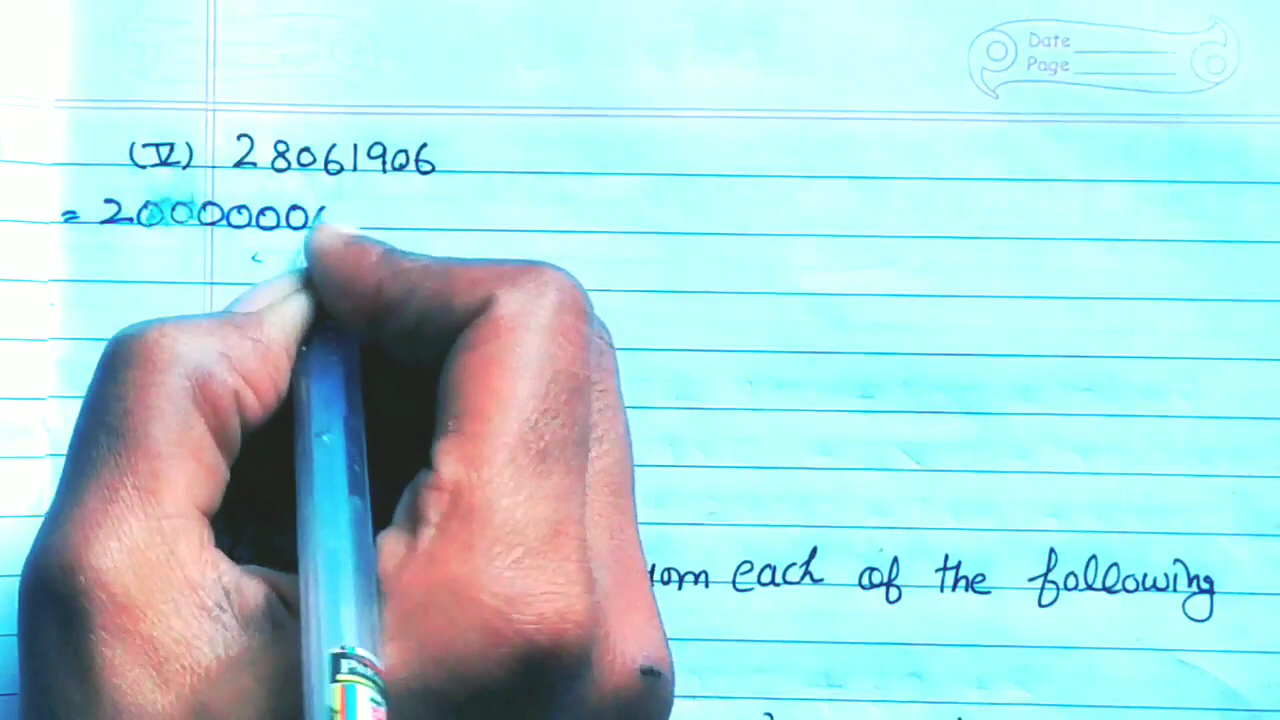 Date
Page
(V) 28061906
= 2000000
each of the following